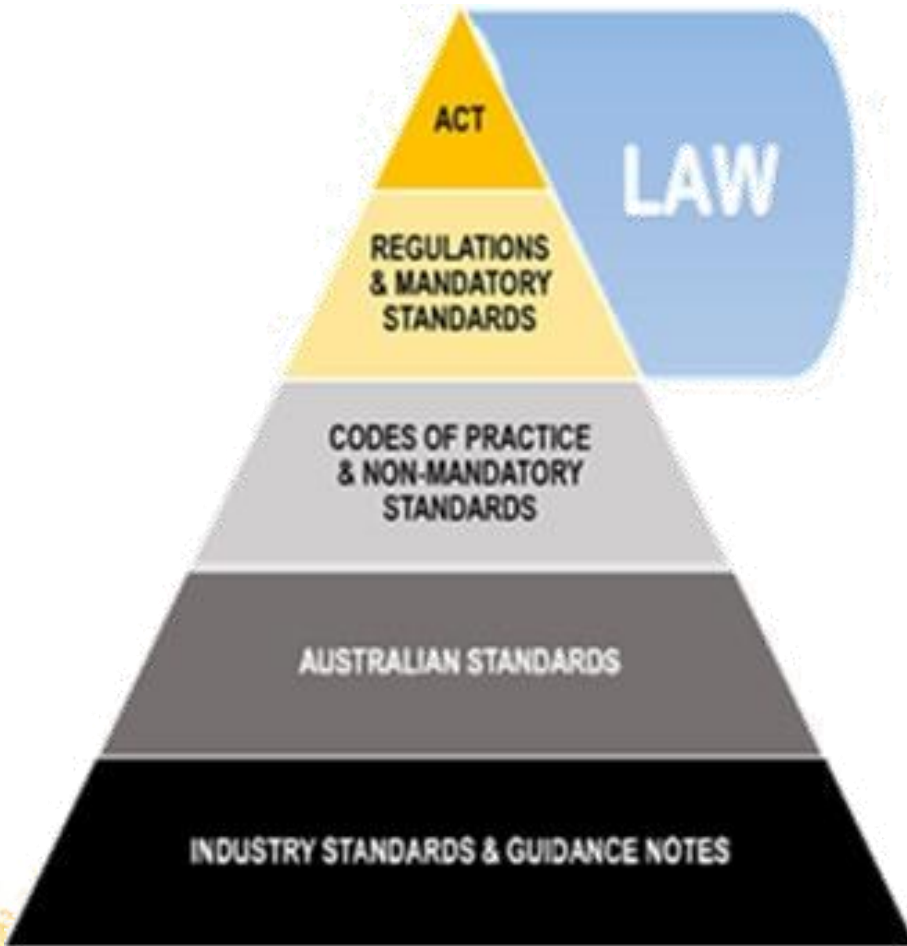 ACT
LAW
REGULATIONS
& MANDATORY
STANDARDS
CODES OF PRACTICE
& NON-MANDATORY
STANDARDS
AUSTRALIAN STANDARDS
INDUSTRY STANDARDS & GUIDANCE NOTES